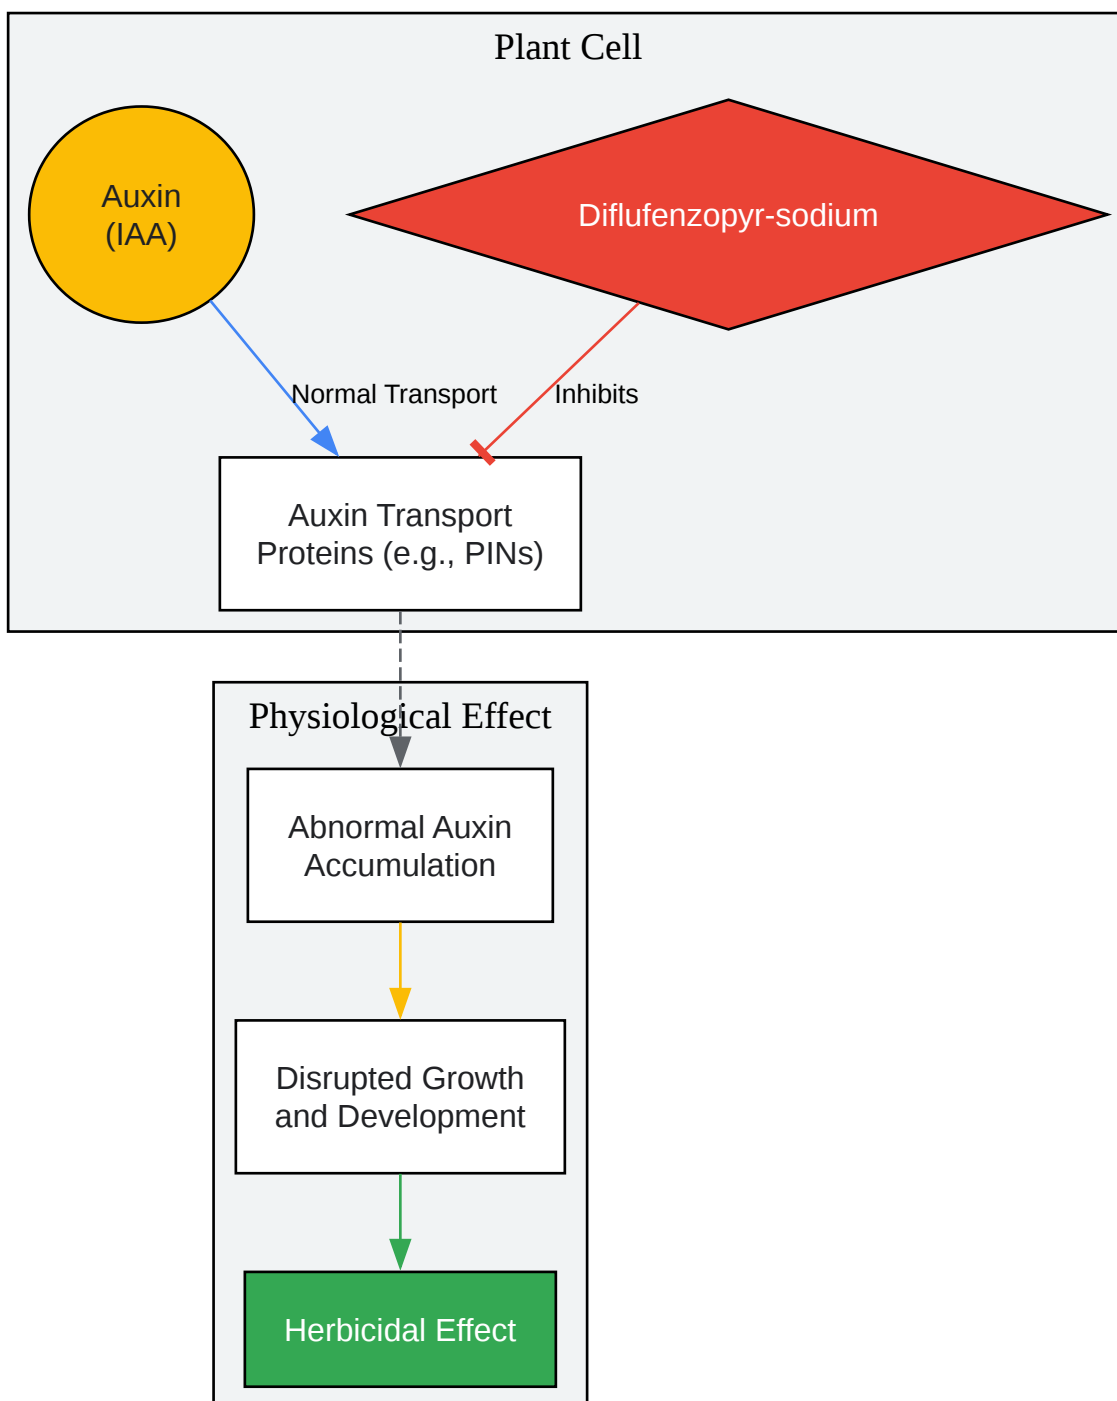 Plant Cell
Auxin
(IAA)
Diflufenzopyr-sodium
Normal Transport
Inhibits
Auxin Transport
Proteins (e.g., PINs)
Physiological Effect
Abnormal Auxin
Accumulation
Disrupted Growth
and Development
Herbicidal Effect